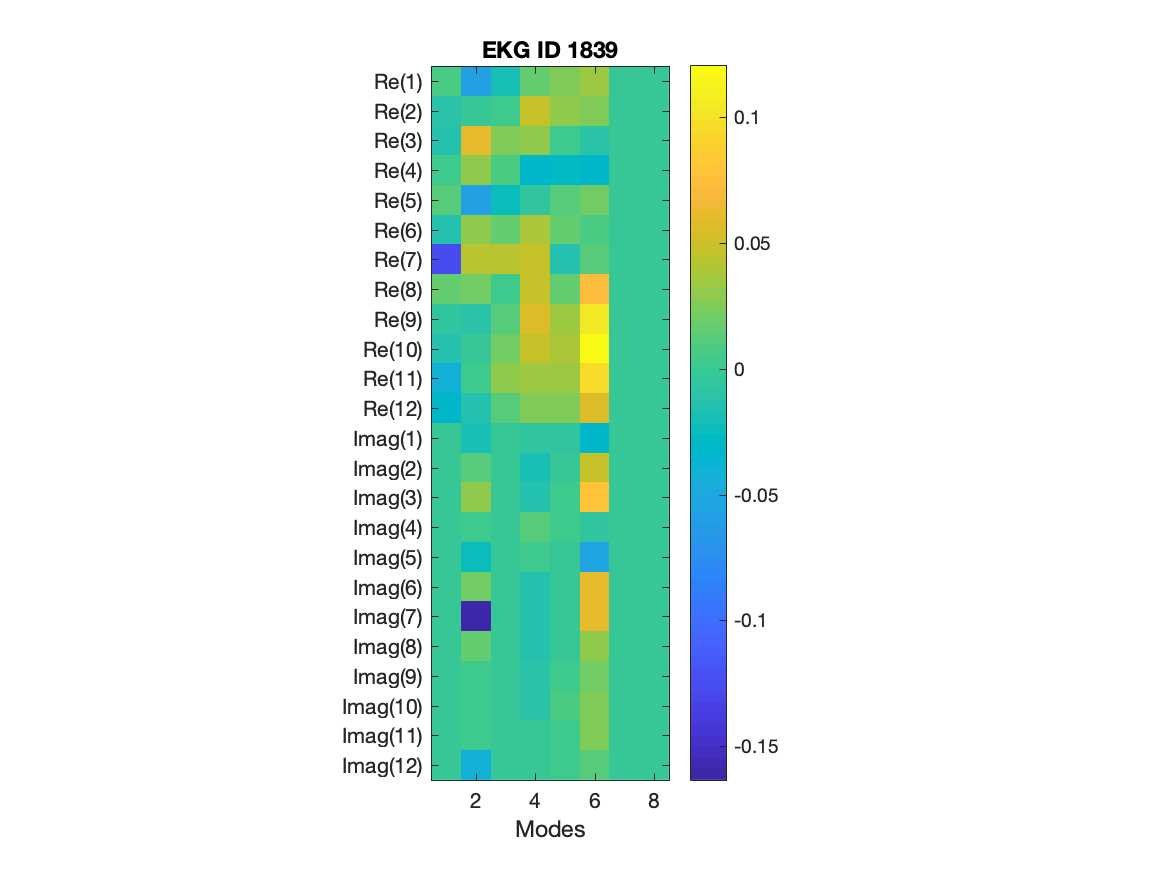 EKG ID 1839
Re(1)
Re(2)
Re(3)
Re(4)
Re(5)
Re(6)
Re(7)
Re(8)
Re(9)
Re(10)
Re(11)
Re(12)
Imag(1)
Imag(2)
Imag(3)
Imag(4)
Imag(5)
Imag(6)
Imag(7)
Imag(8)
Imag(9)
Imag(10)
Imag(11)
Imag(12)
2 4 6 8
Modes
0.1
0.05
0
-0.05
-0.1
-0.15